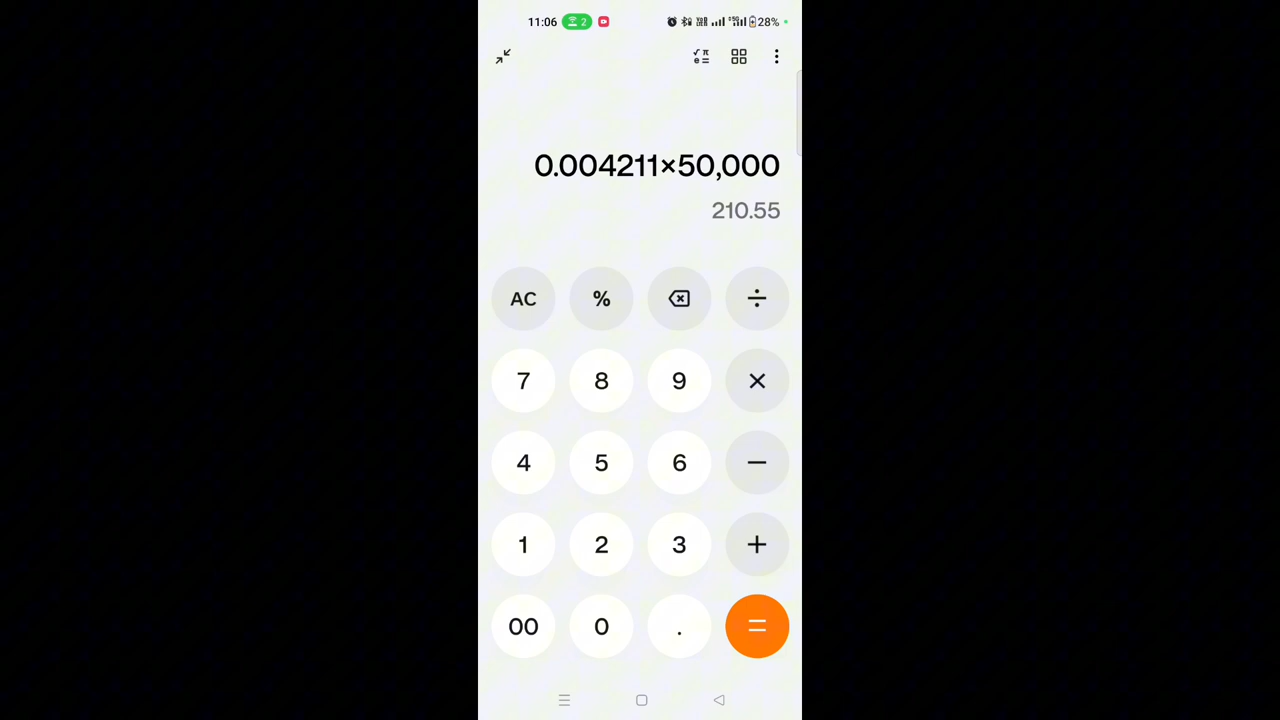 11:06 2 28%
√ π
e =
0.004211×50,000
210.55
AC % ÷
7 8 9 ×
4 5 6 −
1 2 3 +
00 0 . =